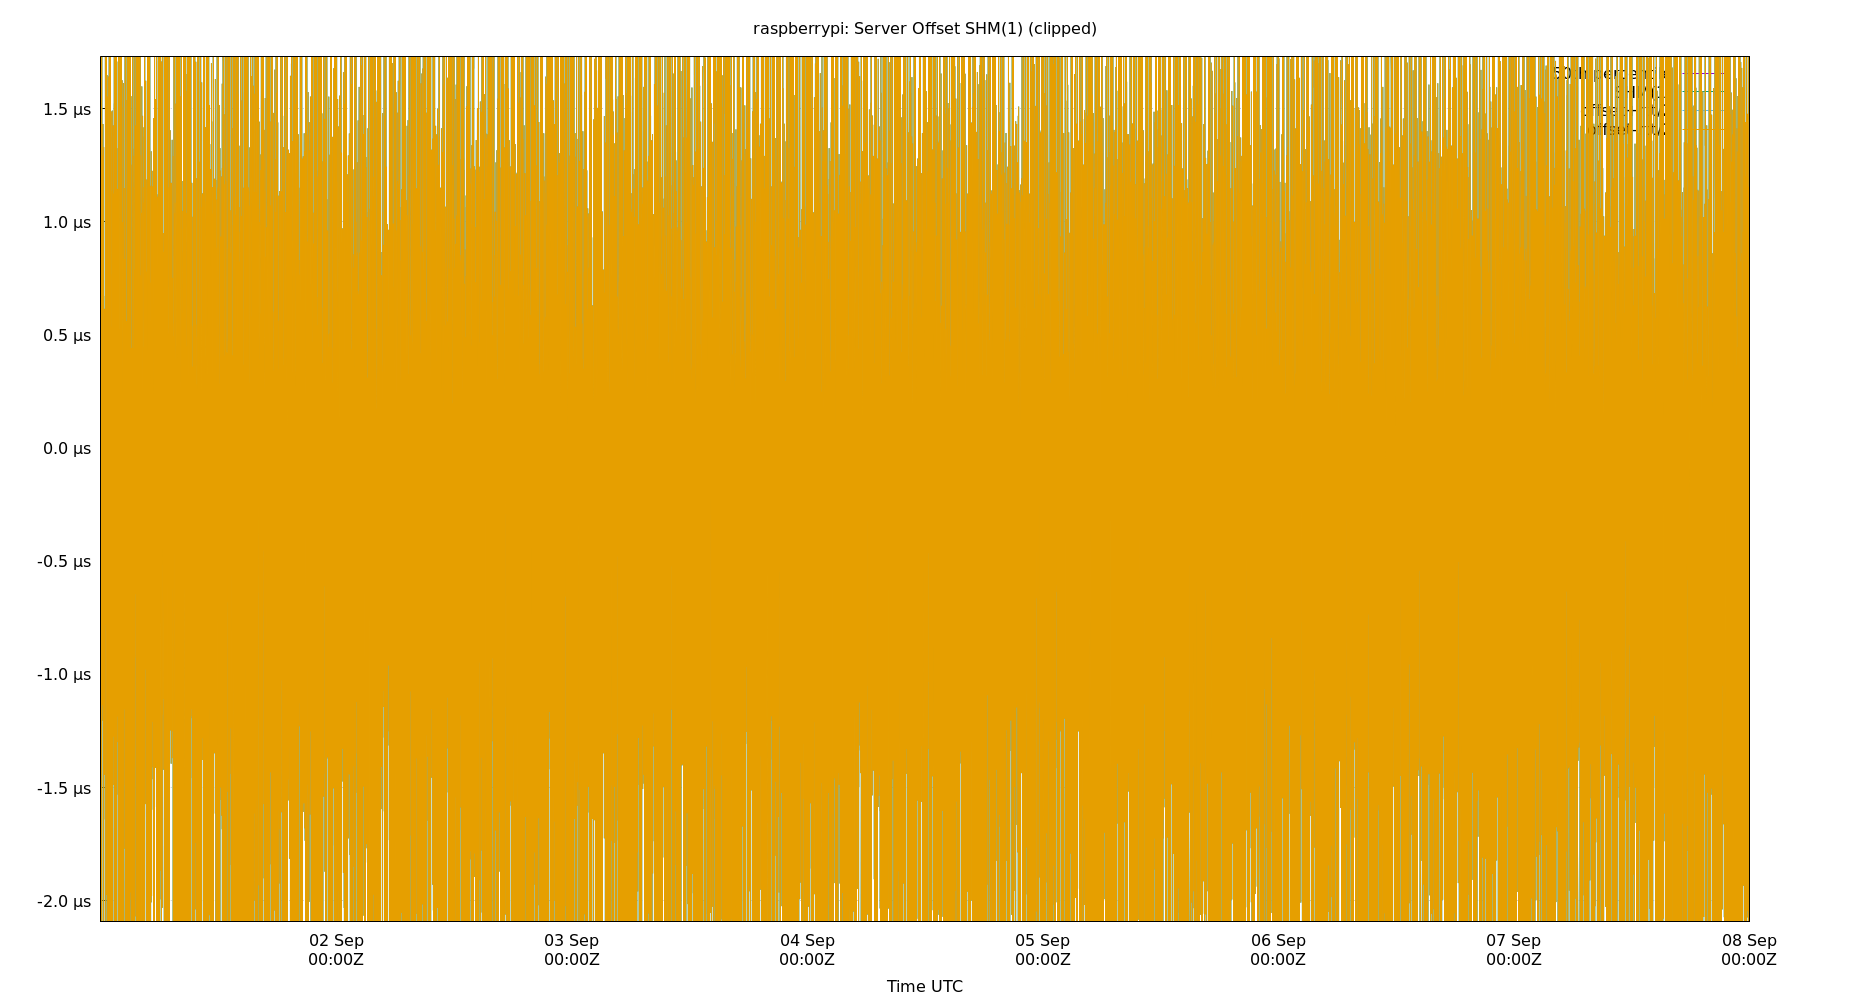 raspberrypi: Server Offset SHM(1) (clipped)
1.5 µs
1.0 µs
0.5 µs
0.0 µs
-0.5 µs
-1.0 µs
-1.5 µs
-2.0 µs
02 Sep 03 Sep 04 Sep 05 Sep 06 Sep 07 Sep 08 Sep
00:00Z 00:00Z 00:00Z 00:00Z 00:00Z 00:00Z 00:00Z
Time UTC